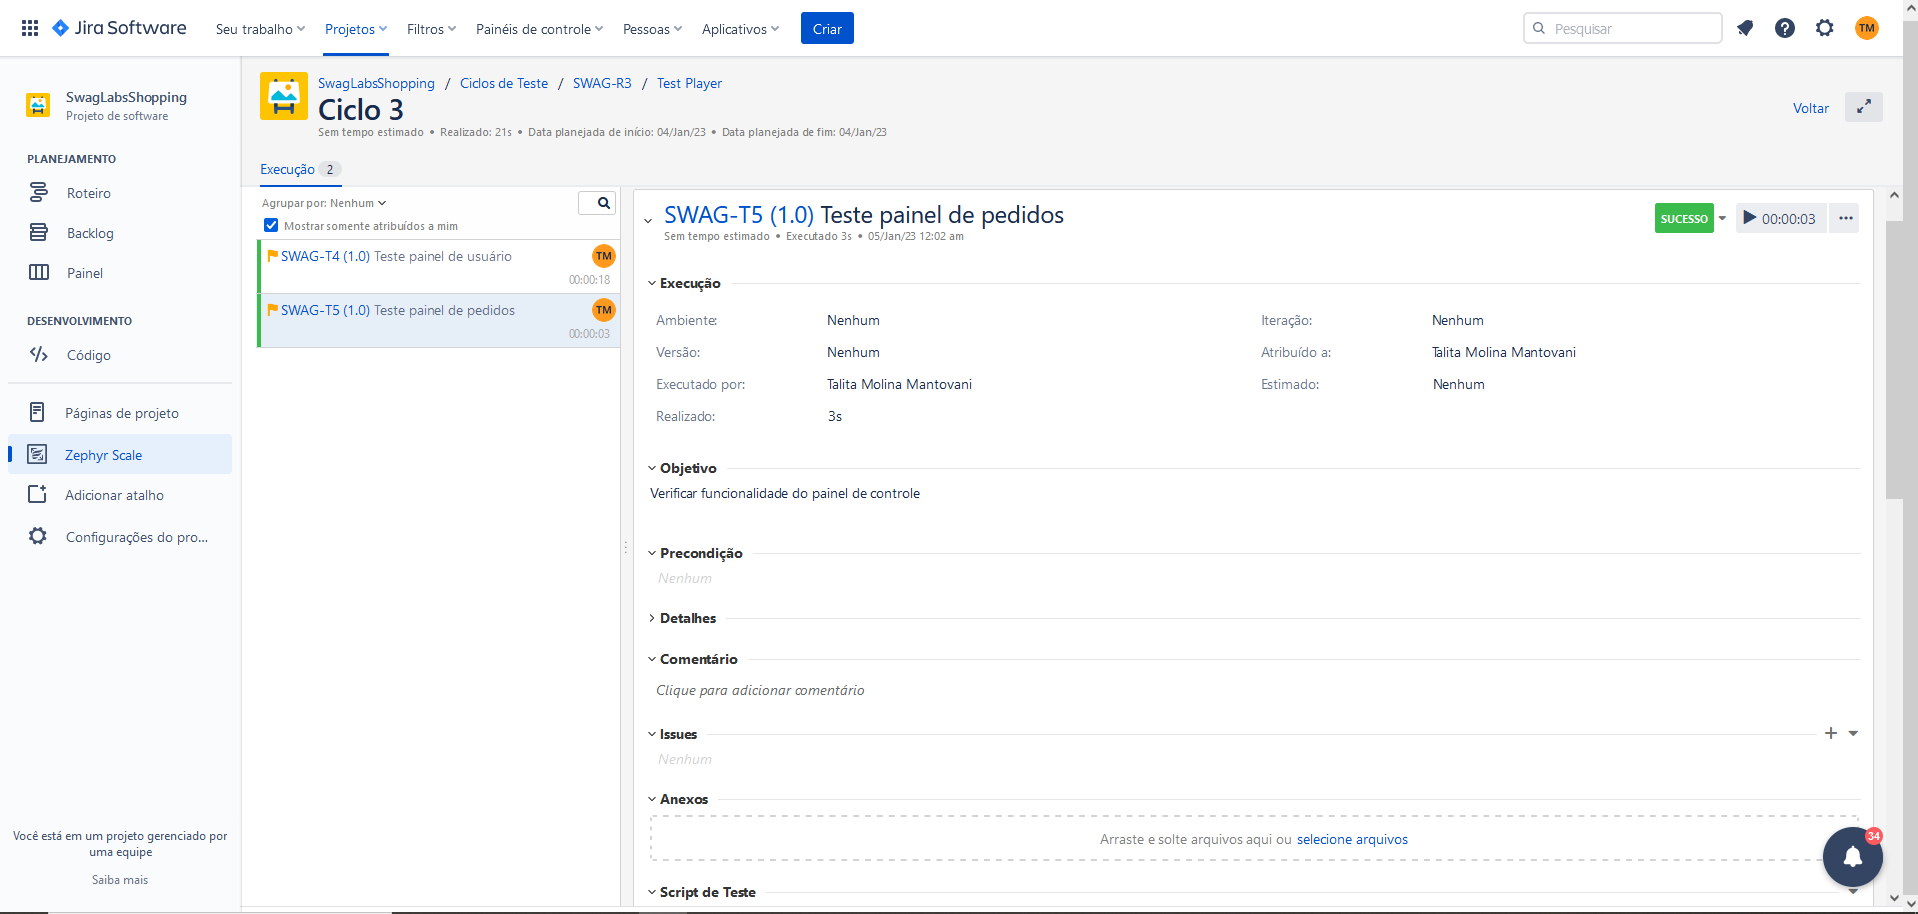 Jira Software Seu trabalho Projetos Filtros Painéis de controle Pessoas Aplicativos Criar Pesquisar TM
SwagLabsShopping
Projeto de software
PLANEJAMENTO
Roteiro
Backlog
Painel
DESENVOLVIMENTO
Código
Páginas de projeto
Zephyr Scale
Adicionar atalho
Configurações do pro...
Você está em um projeto gerenciado por
uma equipe
Saiba mais
SwagLabsShopping / Ciclos de Teste / SWAG-R3 / Test Player
Ciclo 3
Sem tempo estimado • Realizado: 21s • Data planejada de início: 04/Jan/23 • Data planejada de fim: 04/Jan/23
Voltar
Execução 2
Agrupar por: Nenhum
Mostrar somente atribuídos a mim
SWAG-T4 (1.0) Teste painel de usuário TM
00:00:18
SWAG-T5 (1.0) Teste painel de pedidos TM
00:00:03
SWAG-T5 (1.0) Teste painel de pedidos
Sem tempo estimado • Executado 3s • 05/Jan/23 12:02 am
SUCESSO 00:00:03
Execução
Ambiente: Nenhum Iteração: Nenhum
Versão: Nenhum Atribuído a: Talita Molina Mantovani
Executado por: Talita Molina Mantovani Estimado: Nenhum
Realizado: 3s
Objetivo
Verificar funcionalidade do painel de controle
Precondição
Nenhum
Detalhes
Comentário
Clique para adicionar comentário
Issues
Nenhum
Anexos
Arraste e solte arquivos aqui ou selecione arquivos
34
Script de Teste